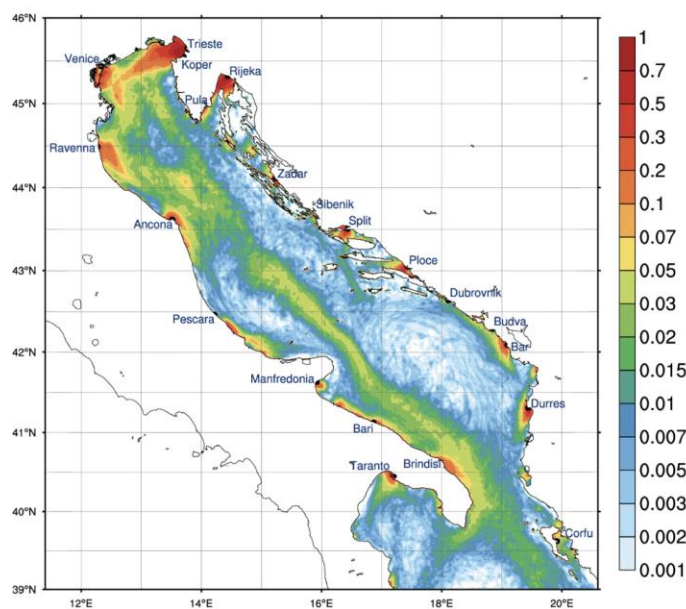 46°N
45°N
44°N
43°N
42°N
41°N
40°N
39°N
12°E
14°E
16°E
18°E
20°E
Trieste
Venice
Koper
Rijeka
Pula
Ravenna
Zadar
Sibenik
Ancona
Split
Ploce
Dubrovnik
Pescara
Budva
Bar
Manfredonia
Durres
Bari
Taranto
Brindisi
Corfu
1
0.7
0.5
0.3
0.2
0.1
0.07
0.05
0.03
0.02
0.015
0.01
0.007
0.005
0.003
0.002
0.001